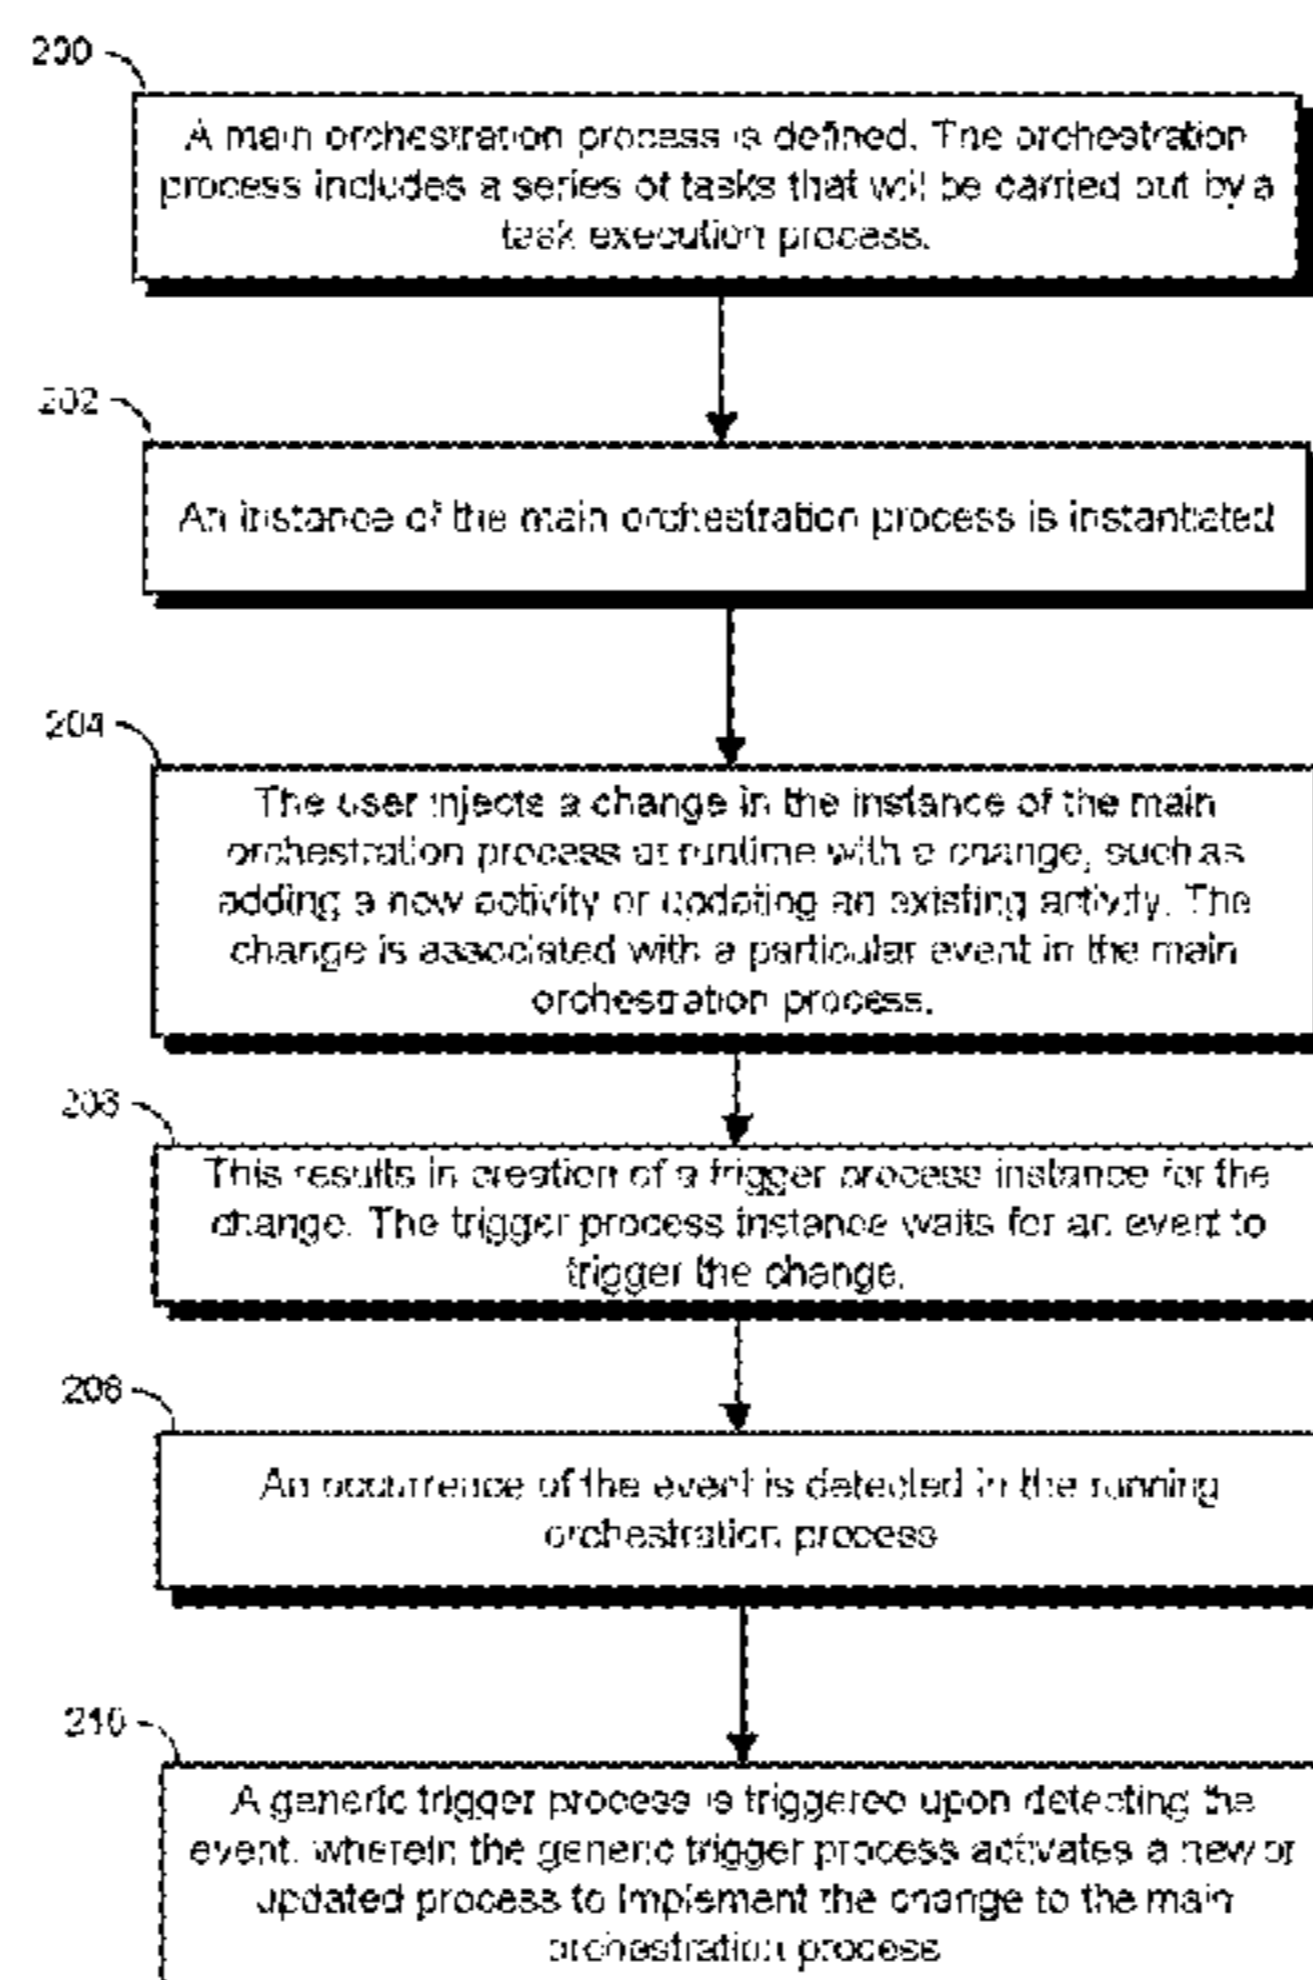 200
A main orchestration process is defined. The orchestration
process includes a series of tasks that will be carried out by a
task execution process.
202
An instance of the main orchestration process is instantiated
204
The user injects a change in the instance of the main
orchestration process at runtime with a change, such as
adding a new activity or updating an existing activity. The
change is associated with a particular event in the main
orchestration process.
This results in creation of a trigger process instance for the
change. The trigger process instance waits for an event to
trigger the change.
An occurrence of the event is detected in the running
orchestration process
210
A generic trigger process is triggered upon detecting the
event, wherein the generic trigger process activates a new or
updated process to implement the change to the main
orchestration process